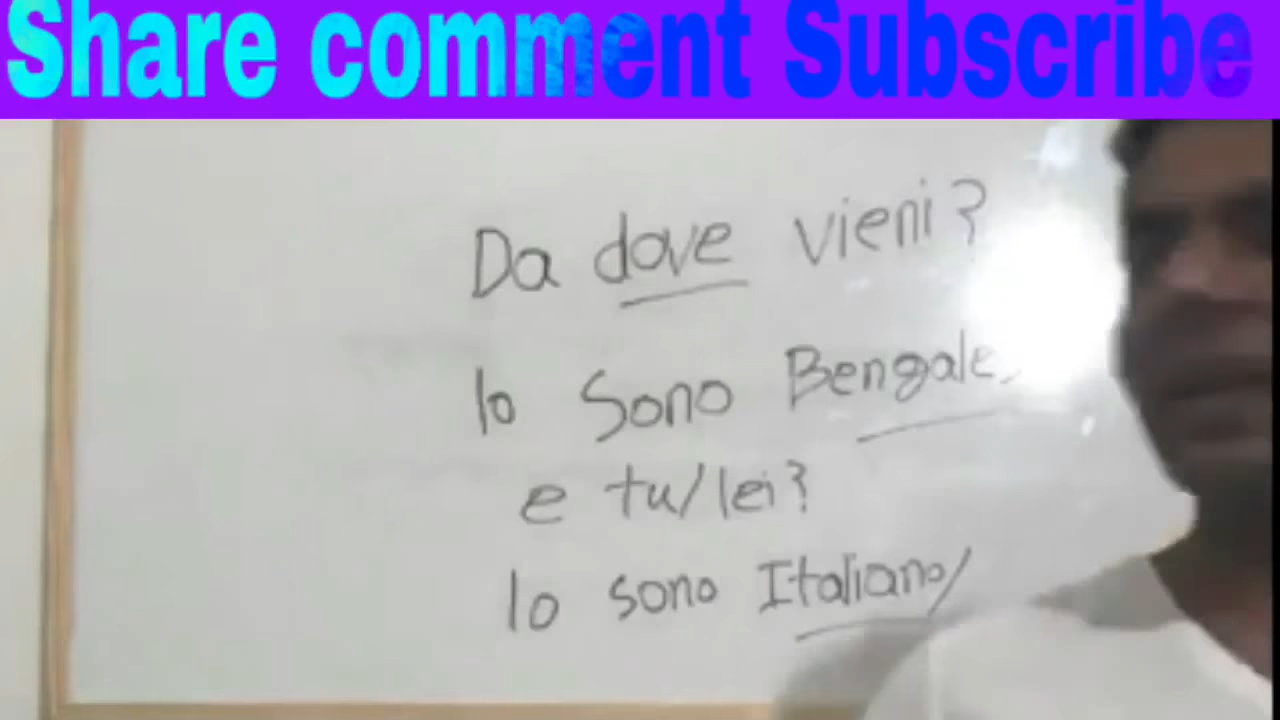 Share comment Subscribe
Da dove vieni?
Io Sono Bengale
e tu/lei?
Io sono Italiano/